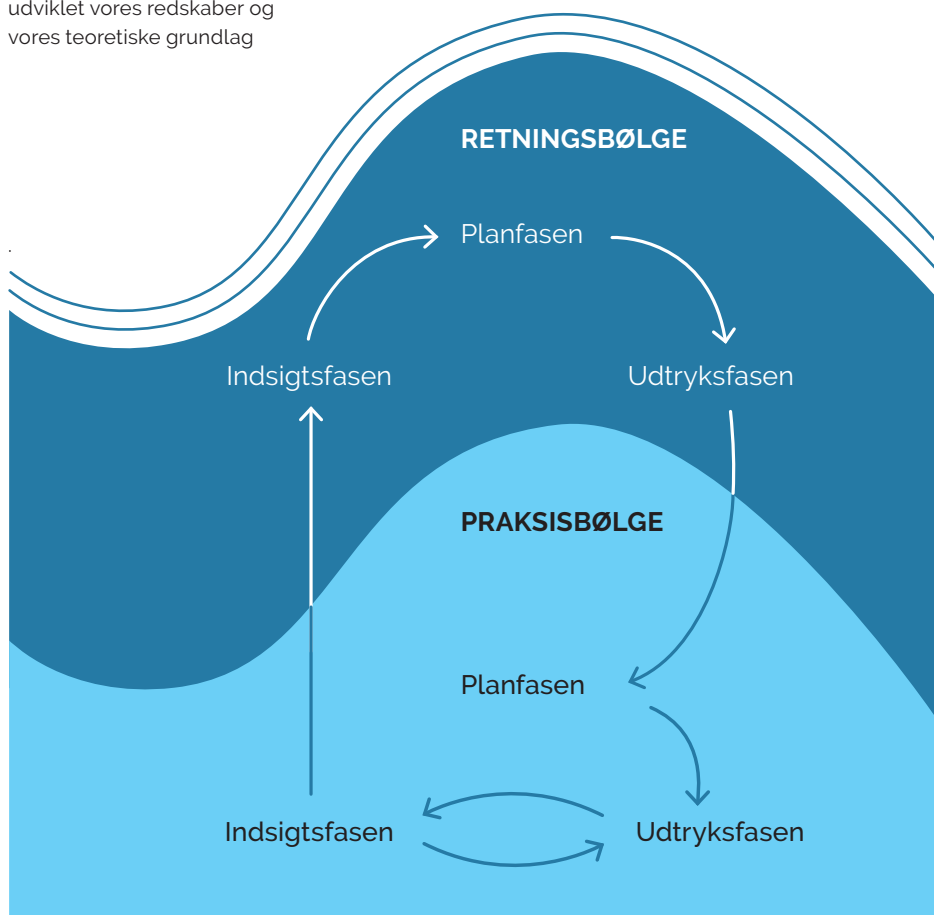 udviklet vores redskaber og
vores teoretiske grundlag
.
RETNINGSBØLGE
Planfasen
Indsigtsfasen
Udtryksfasen
PRAKSISBØLGE
Planfasen
Indsigtsfasen
Udtryksfasen